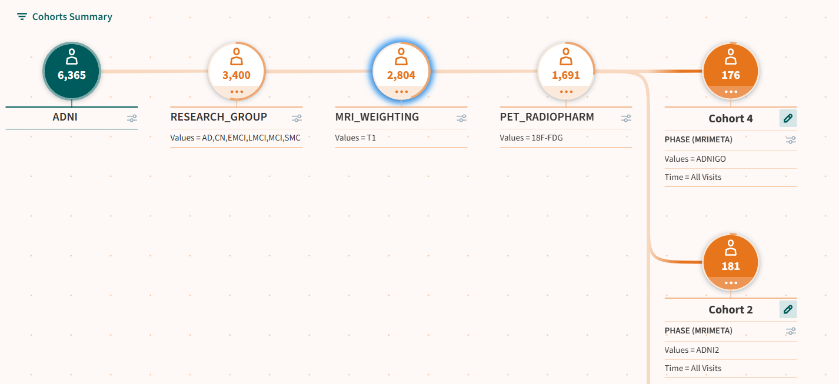 Cohorts Summary
6,365
3,400
2,804
1,691
176
ADNI
RESEARCH_GROUP
MRI_WEIGHTING
PET_RADIOPHARM
Cohort 4
Values = AD,CN,EMCI,LMCI,MCI,SMC
Values = T1
Values = 18F-FDG
PHASE (MRIMETA)
Values = ADNIGO
Time = All Visits
181
Cohort 2
PHASE (MRIMETA)
Values = ADNI2
Time = All Visits